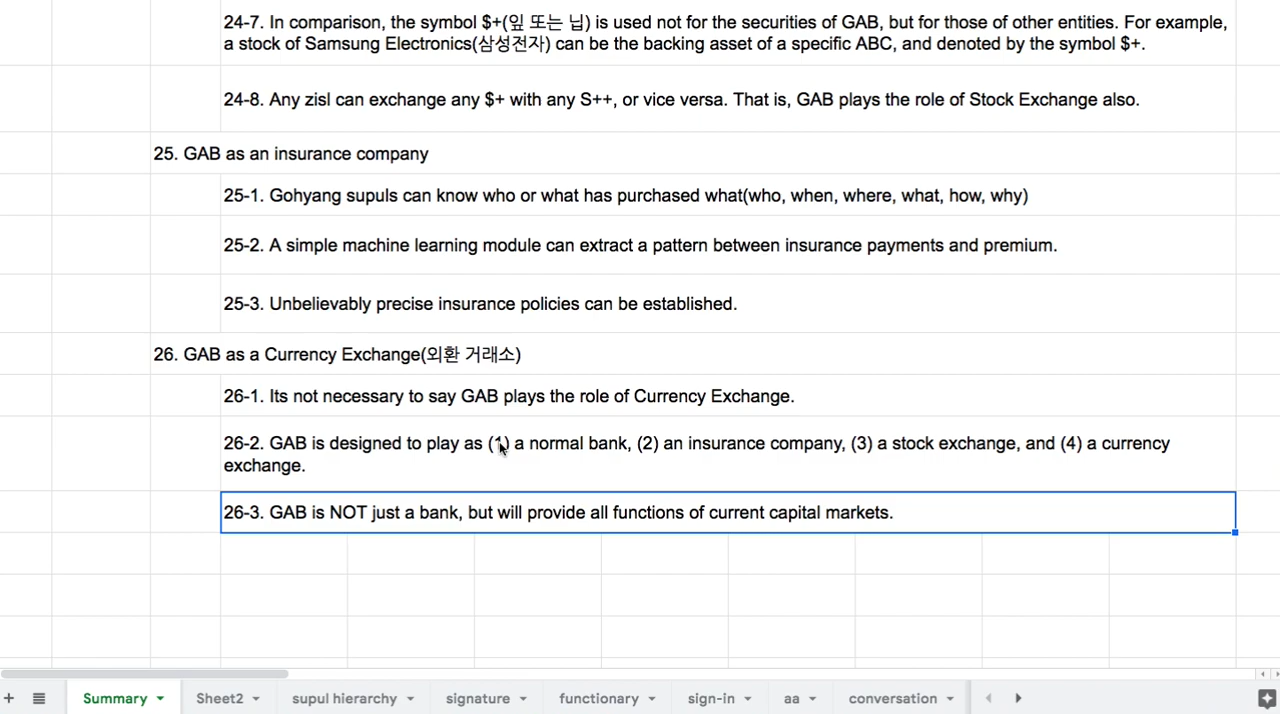 24-7. In comparison, the symbol $+(잎 또는 닢) is used not for the securities of GAB, but for those of other entities. For example,
a stock of Samsung Electronics(삼성전자) can be the backing asset of a specific ABC, and denoted by the symbol $+.
24-8. Any zisl can exchange any $+ with any S++, or vice versa. That is, GAB plays the role of Stock Exchange also.
25. GAB as an insurance company
25-1. Gohyang supuls can know who or what has purchased what(who, when, where, what, how, why)
25-2. A simple machine learning module can extract a pattern between insurance payments and premium.
25-3. Unbelievably precise insurance policies can be established.
26. GAB as a Currency Exchange(외환 거래소)
26-1. Its not necessary to say GAB plays the role of Currency Exchange.
26-2. GAB is designed to play as (1) a normal bank, (2) an insurance company, (3) a stock exchange, and (4) a currency
exchange.
26-3. GAB is NOT just a bank, but will provide all functions of current capital markets.
Summary Sheet2 supul hierarchy signature functionary sign-in aa conversation